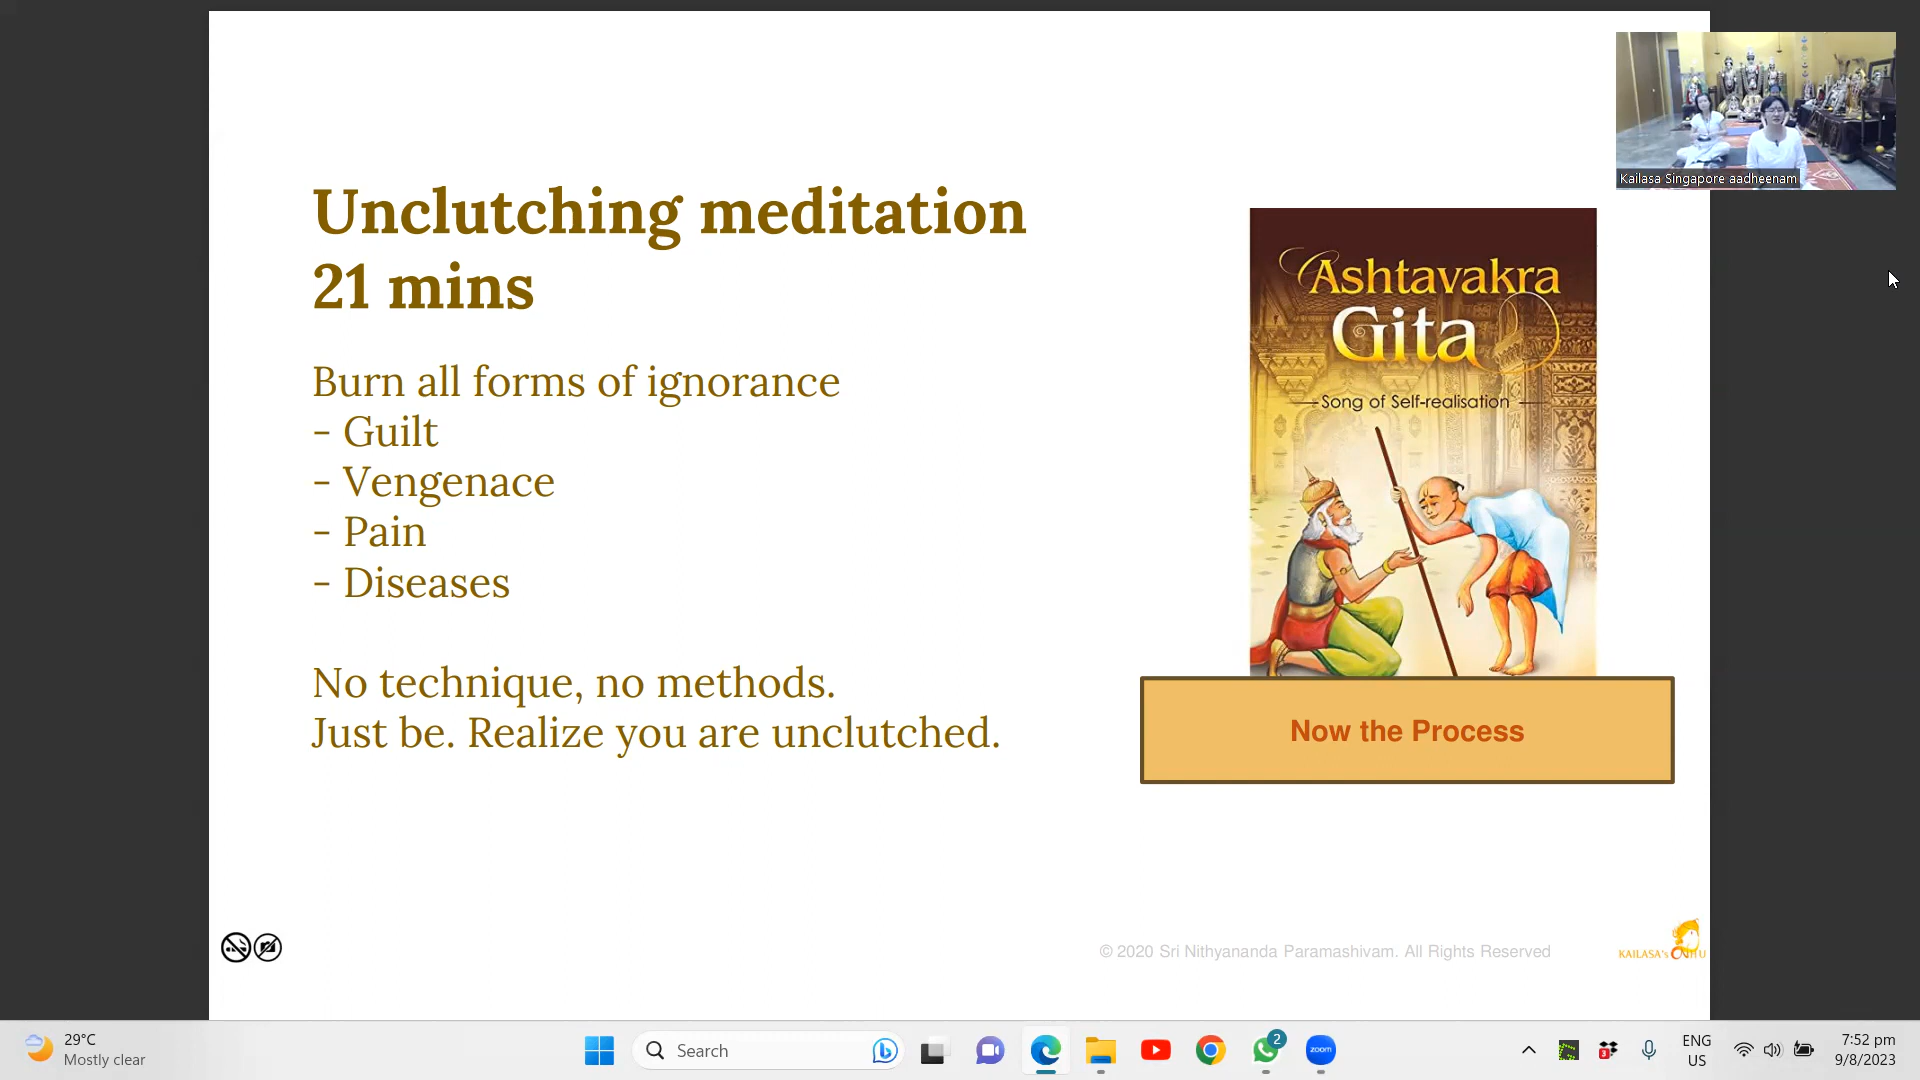 Kailasa Singapore aadheenam
Unclutching meditation
21 mins
Burn all forms of ignorance
- Guilt
- Vengenace
- Pain
- Diseases
No technique, no methods.
Just be. Realize you are unclutched.
Ashtavakra
Gita
Song of Self-realisation
Now the Process
© 2020 Sri Nithyananda Paramashivam. All Rights Reserved
KAILASA's
29°C
Mostly clear
Search
2
zoom
3
ENG
US
7:52 pm
9/8/2023